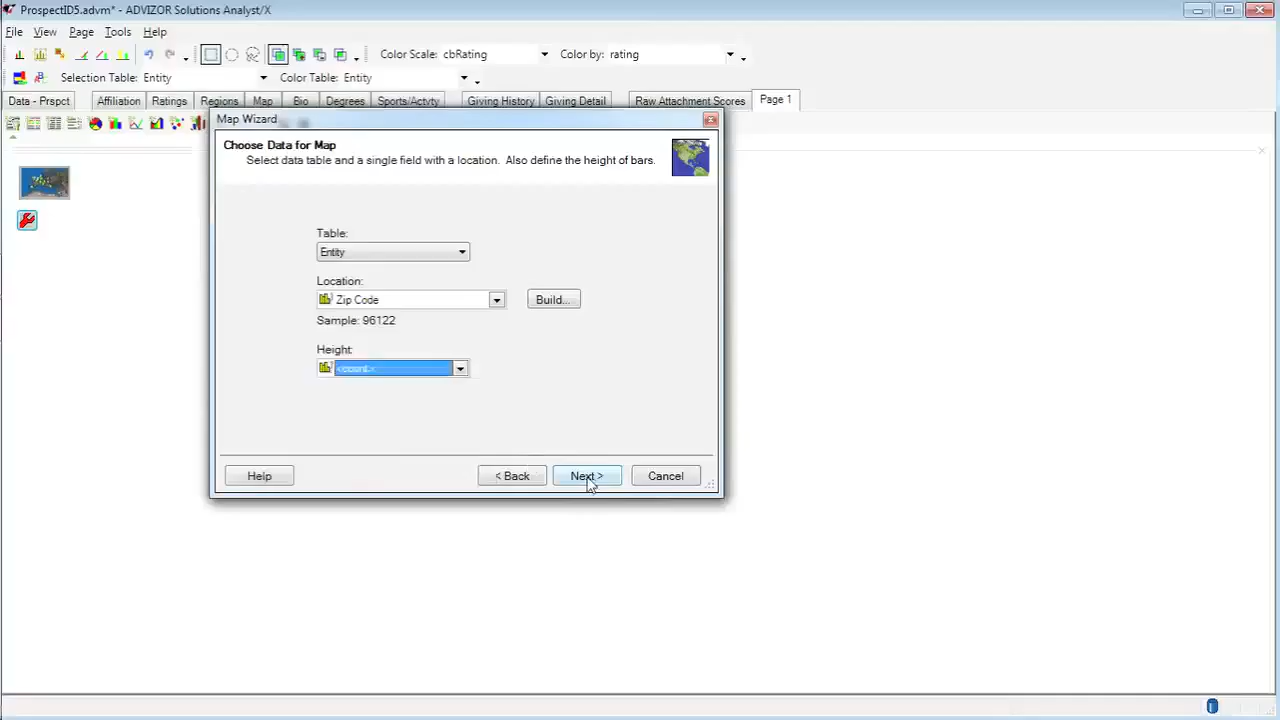 ProspectID5.advm* - ADVIZOR Solutions Analyst/X
File View Page Tools Help
Color Scale: cbRating Color by: rating
Selection Table: Entity Color Table: Entity
Data - Prspct Affiliation Ratings Regions Map Bio Degrees Sports/Actvty Giving History Giving Detail Raw Attachment Scores Page 1
Map Wizard
Choose Data for Map
Select data table and a single field with a location. Also define the height of bars.
Table:
Entity
Location:
Zip Code Build...
Sample: 96122
Height:
<count>
Help < Back Next > Cancel